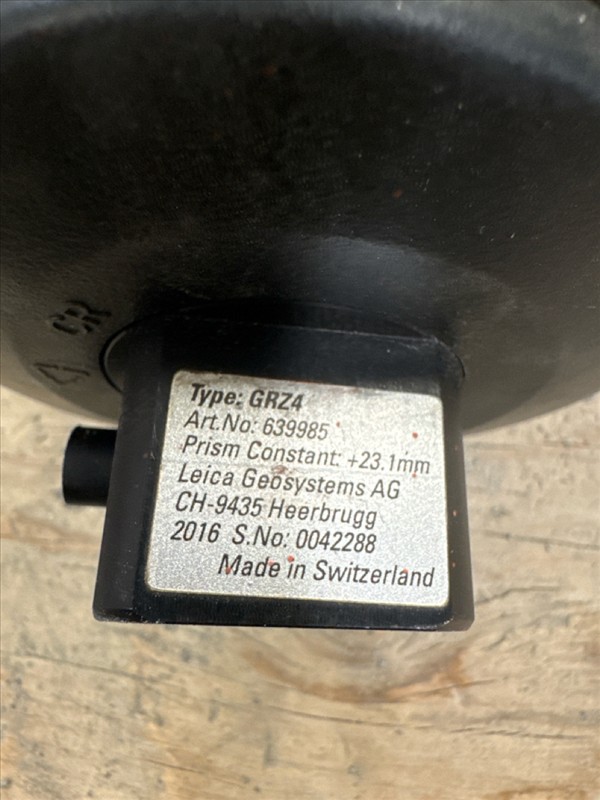 Type: GRZ4
Art.No: 639985
Prism Constant: +23.1mm
Leica Geosystems AG
CH-9435 Heerbrugg
2016 S.No: 0042288
Made in Switzerland